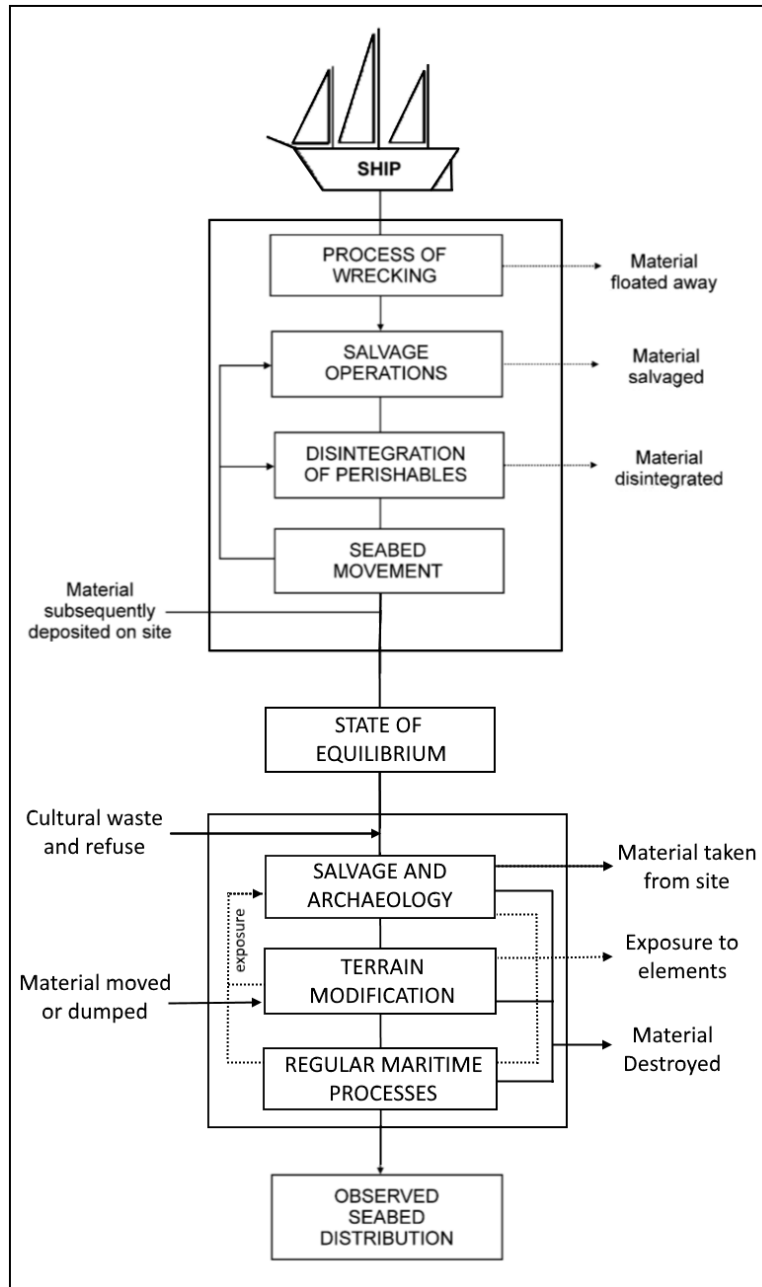 SHIP
PROCESS OF
WRECKING
Material
floated away
SALVAGE
OPERATIONS
Material
salvaged
DISINTEGRATION
OF PERISHABLES
Material
disintegrated
SEABED
MOVEMENT
Material
subsequently
deposited on site
STATE OF
EQUILIBRIUM
Cultural waste
and refuse
SALVAGE AND
ARCHAEOLOGY
Material taken
from site
exposure
TERRAIN
MODIFICATION
Exposure to
elements
Material moved
or dumped
REGULAR MARITIME
PROCESSES
Material
Destroyed
OBSERVED
SEABED
DISTRIBUTION